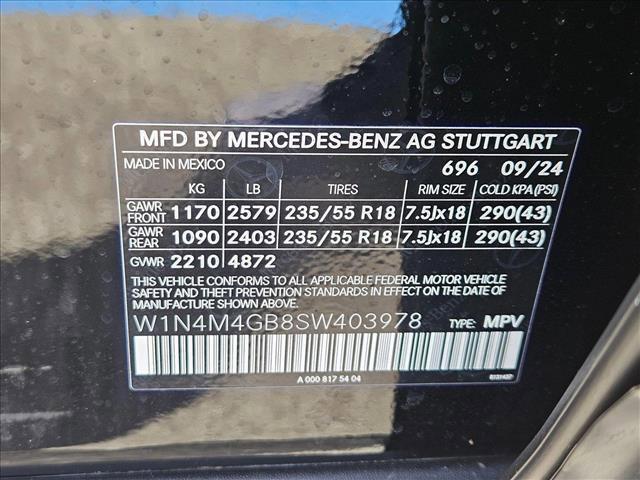 MFD BY MERCEDES-BENZ AG STUTTGART
MADE IN MEXICO 696 09/24
KG LB TIRES RIM SIZE COLD KPA(PSI)
GAWR FRONT 1170 2579 235/55 R18 7.5Jx18 290(43)
GAWR REAR 1090 2403 235/55 R18 7.5Jx18 290(43)
GVWR 2210 4872
THIS VEHICLE CONFORMS TO ALL APPLICABLE FEDERAL MOTOR VEHICLE
SAFETY AND THEFT PREVENTION STANDARDS IN EFFECT ON THE DATE OF
MANUFACTURE SHOWN ABOVE.
W1N4M4GB8SW403978 TYPE: MPV
A 000 817 54 04